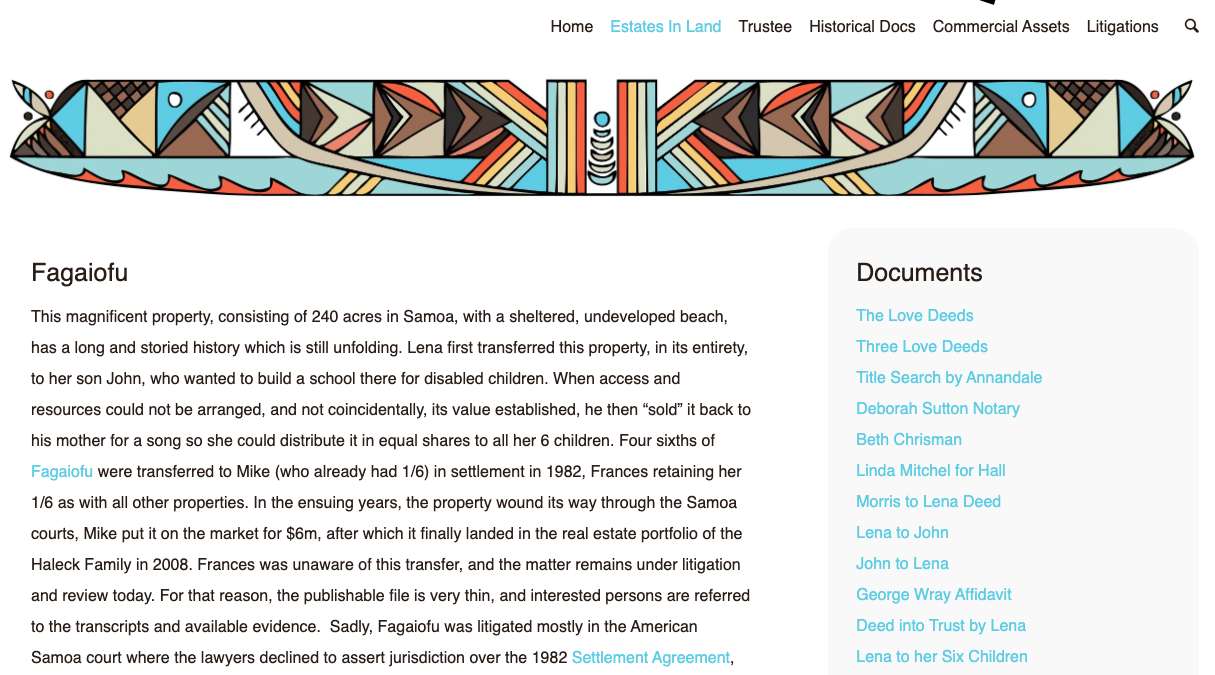 Home Estates In Land Trustee Historical Docs Commercial Assets Litigations
Fagaiofu
This magnificent property, consisting of 240 acres in Samoa, with a sheltered, undeveloped beach,
has a long and storied history which is still unfolding. Lena first transferred this property, in its entirety,
to her son John, who wanted to build a school there for disabled children. When access and
resources could not be arranged, and not coincidentally, its value established, he then “sold” it back to
his mother for a song so she could distribute it in equal shares to all her 6 children. Four sixths of
Fagaiofu were transferred to Mike (who already had 1/6) in settlement in 1982, Frances retaining her
1/6 as with all other properties. In the ensuing years, the property wound its way through the Samoa
courts, Mike put it on the market for $6m, after which it finally landed in the real estate portfolio of the
Haleck Family in 2008. Frances was unaware of this transfer, and the matter remains under litigation
and review today. For that reason, the publishable file is very thin, and interested persons are referred
to the transcripts and available evidence.  Sadly, Fagaiofu was litigated mostly in the American
Samoa court where the lawyers declined to assert jurisdiction over the 1982 Settlement Agreement,
Documents
The Love Deeds
Three Love Deeds
Title Search by Annandale
Deborah Sutton Notary
Beth Chrisman
Linda Mitchel for Hall
Morris to Lena Deed
Lena to John
John to Lena
George Wray Affidavit
Deed into Trust by Lena
Lena to her Six Children